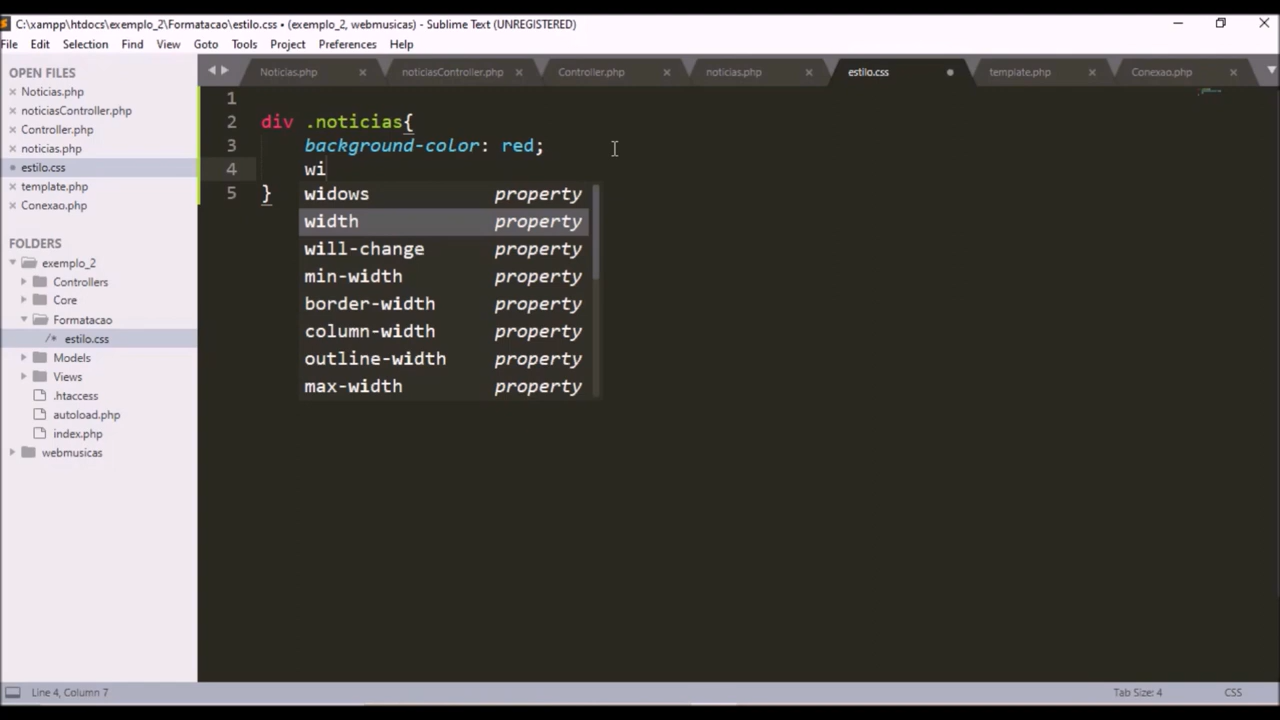 C:\xampp\htdocs\exemplo_2\Formatacao\estilo.css • (exemplo_2, webmusicas) - Sublime Text (UNREGISTERED)
File Edit Selection Find View Goto Tools Project Preferences Help
OPEN FILES
Noticias.php
noticiasController.php
Controller.php
noticias.php
estilo.css
template.php
Conexao.php
FOLDERS
exemplo_2
Controllers
Core
Formatacao
/* estilo.css
Models
Views
.htaccess
autoload.php
index.php
webmusicas
Noticias.php noticiasController.php Controller.php noticias.php estilo.css template.php Conexao.php
1
2 div .noticias{
3 background-color: red;
4 wi
5 }
widows property
width property
will-change property
min-width property
border-width property
column-width property
outline-width property
max-width property
Line 4, Column 7 Tab Size: 4 CSS